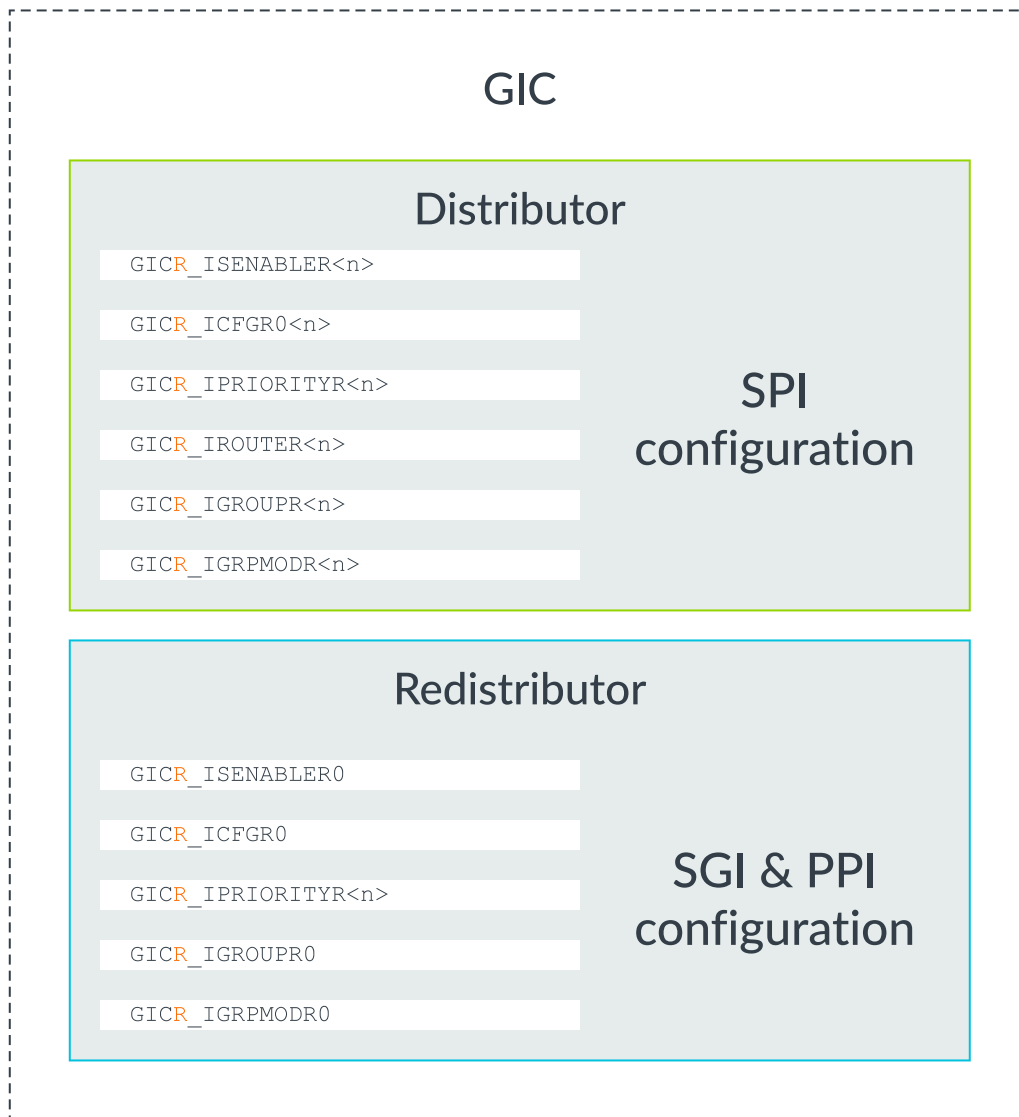 GIC
Distributor
GICR_ISENABLER<n>
GICR_ICFGR0<n>
GICR_IPRIORITYR<n>
GICR_IROUTER<n>
GICR_IGROUPR<n>
GICR_IGRPMODR<n>
SPI
configuration
Redistributor
GICR_ISENABLER0
GICR_ICFGR0
GICR_IPRIORITYR<n>
GICR_IGROUPR0
GICR_IGRPMODR0
SGI & PPI
configuration